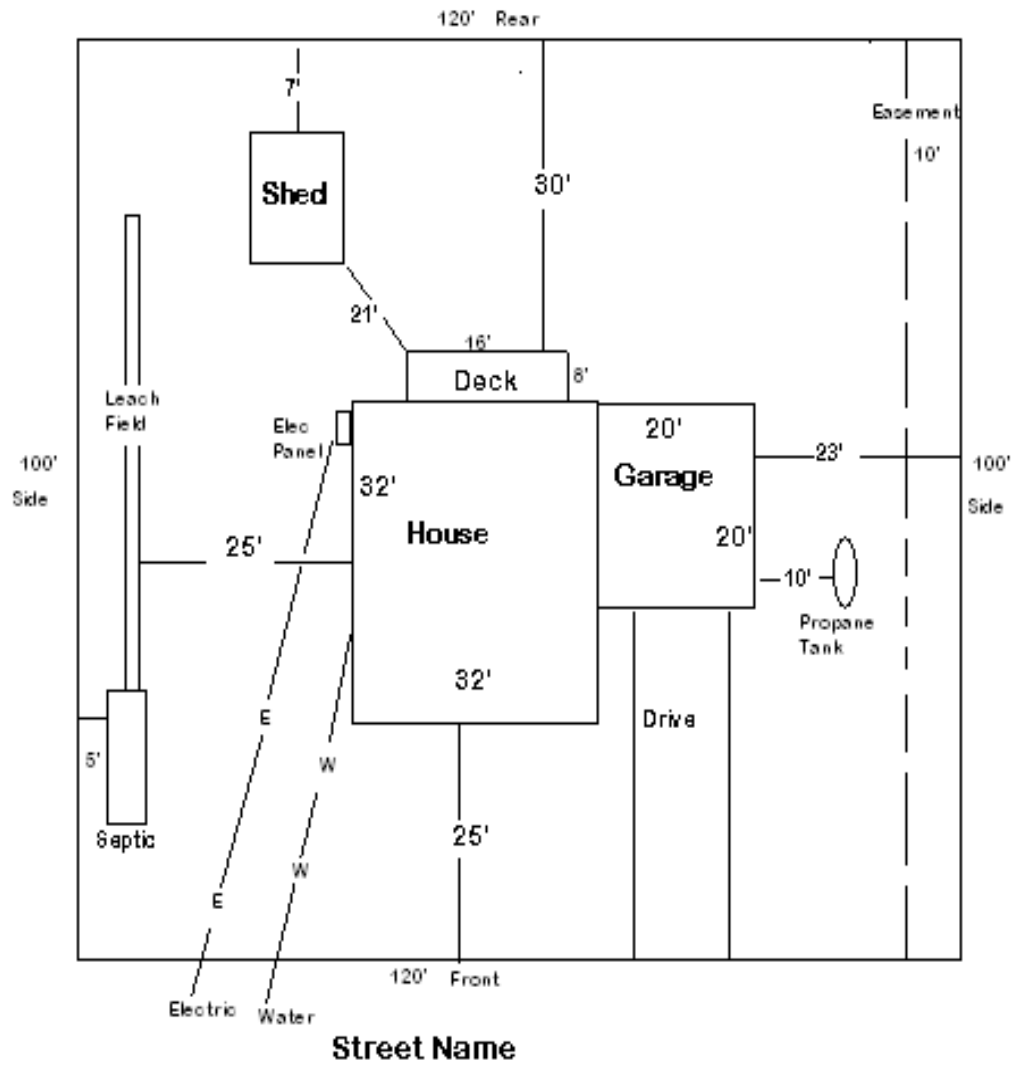 120' Rear
7'
Easement
10'
Shed
30'
21'
16'
Deck
8'
Leach
Field
Elec
Panel
20'
Garage
23'
100'
Side
32'
House
100'
Side
20'
25'
10'
Propane
Tank
32'
Drive
E
W
5'
Septic
25'
W
E
120' Front
Electric
Water
Street Name